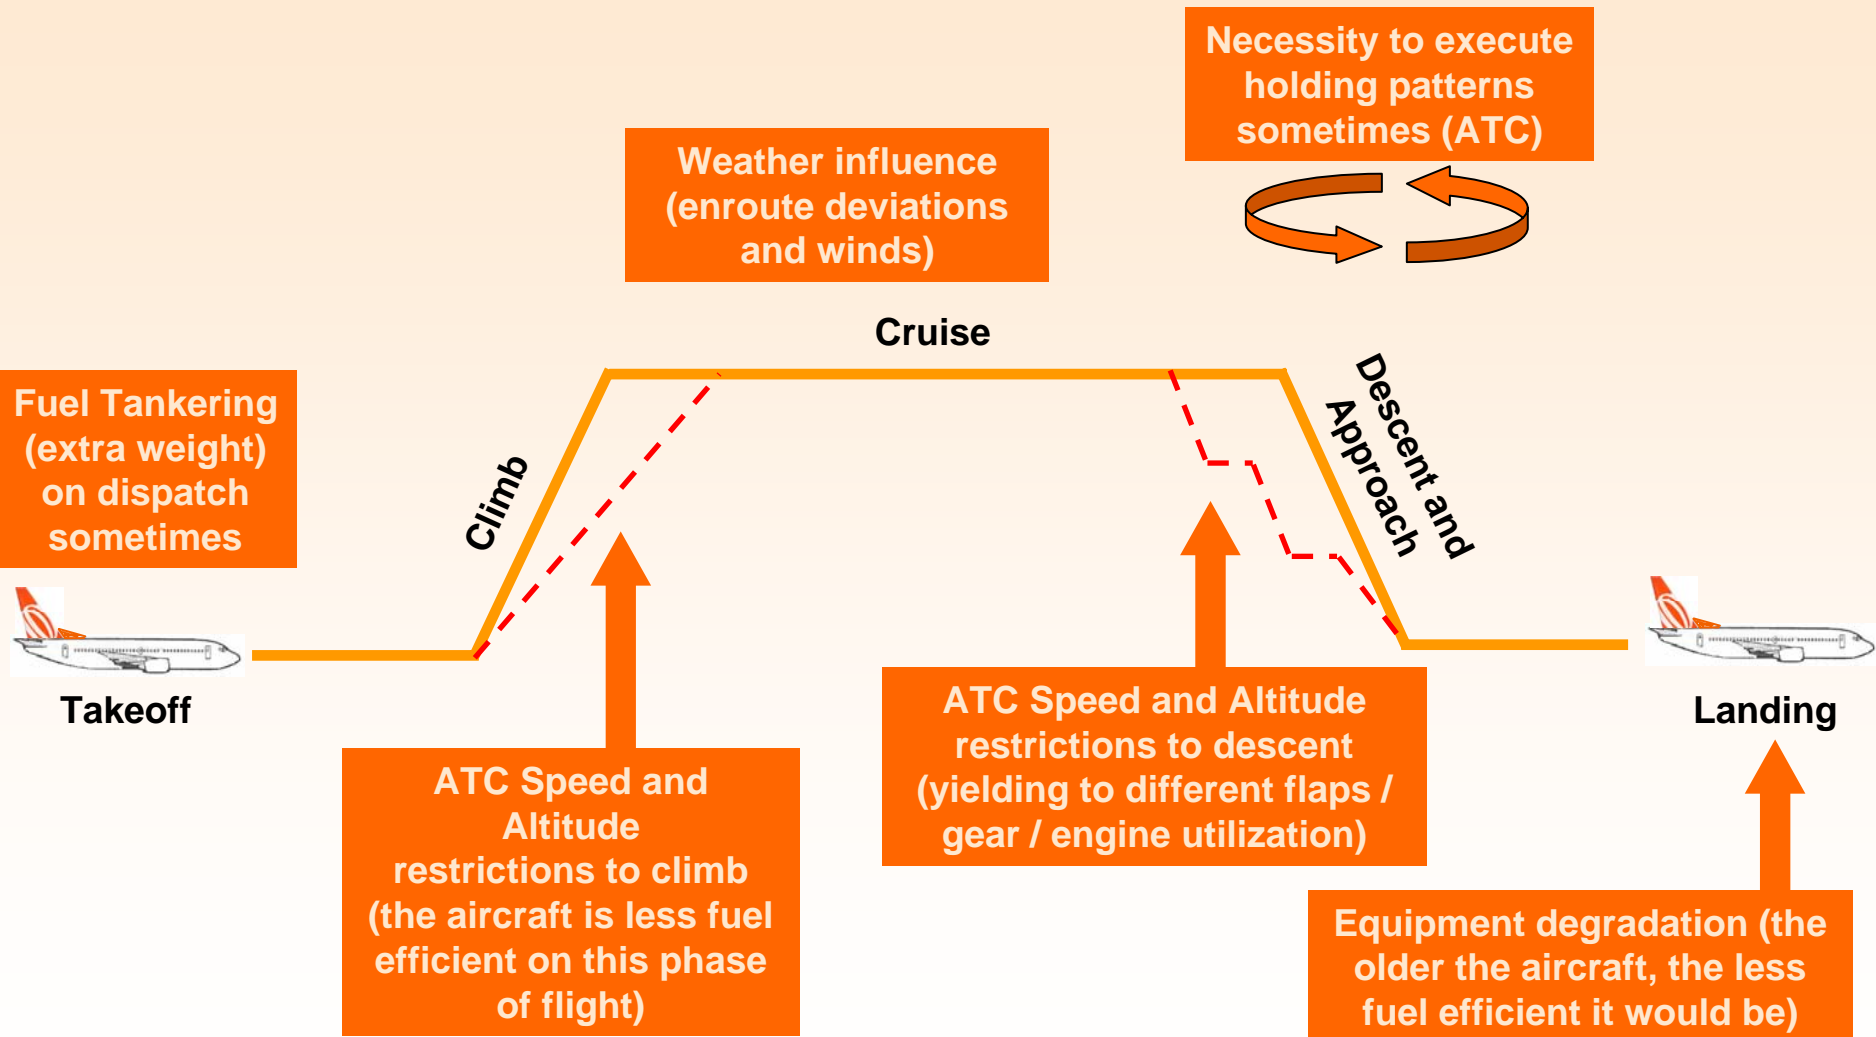 Necessity to execute
holding patterns
sometimes (ATC)
Weather influence
(enroute deviations
and winds)
Cruise
Fuel Tankering
(extra weight)
on dispatch
sometimes
Climb
Descent and
Approach
Takeoff
Landing
ATC Speed and
Altitude
restrictions to climb
(the aircraft is less fuel
efficient on this phase
of flight)
ATC Speed and Altitude
restrictions to descent
(yielding to different flaps /
gear / engine utilization)
Equipment degradation (the
older the aircraft, the less
fuel efficient it would be)